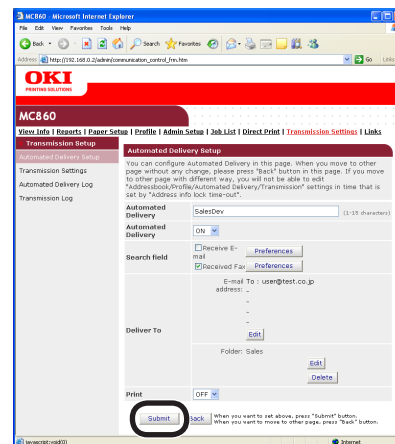 MC860 - Microsoft Internet Explorer
File Edit View Favorites Tools Help
Back Search Favorites
Address http://192.168.0.2/admin/communication_control_frm.htm Go Links
OKI
PRINTING SOLUTIONS
MC860
View Info | Reports | Paper Setup | Profile | Admin Setup | Job List | Direct Print | Transmission Settings | Links
Transmission Setup
Automated Delivery Setup
Transmission Settings
Automated Delivery Log
Transmission Log
Automated Delivery Setup
You can configure Automated Delivery in this page. When you move to other
page without any change, please press "Back" button in this page. If you move
to other page with different way, you will not be able to edit
"Addressbook/Profile/Automated Delivery/Transmission" settings in time that is
set by "Address info lock time-out".
Automated Delivery SalesDev (1-15 characters)
Automated Delivery ON
Search field
Receive E-mail Preferences
Received Fax Preferences
Deliver To
E-mail address: To : user@test.co.jp
-
-
-
-
Edit
Folder: Sales
Edit
Delete
Print OFF
Submit Back When you want to set above, press "Submit" button.
When you want to move to other page, press "Back" button.
javascript:void(0) Internet